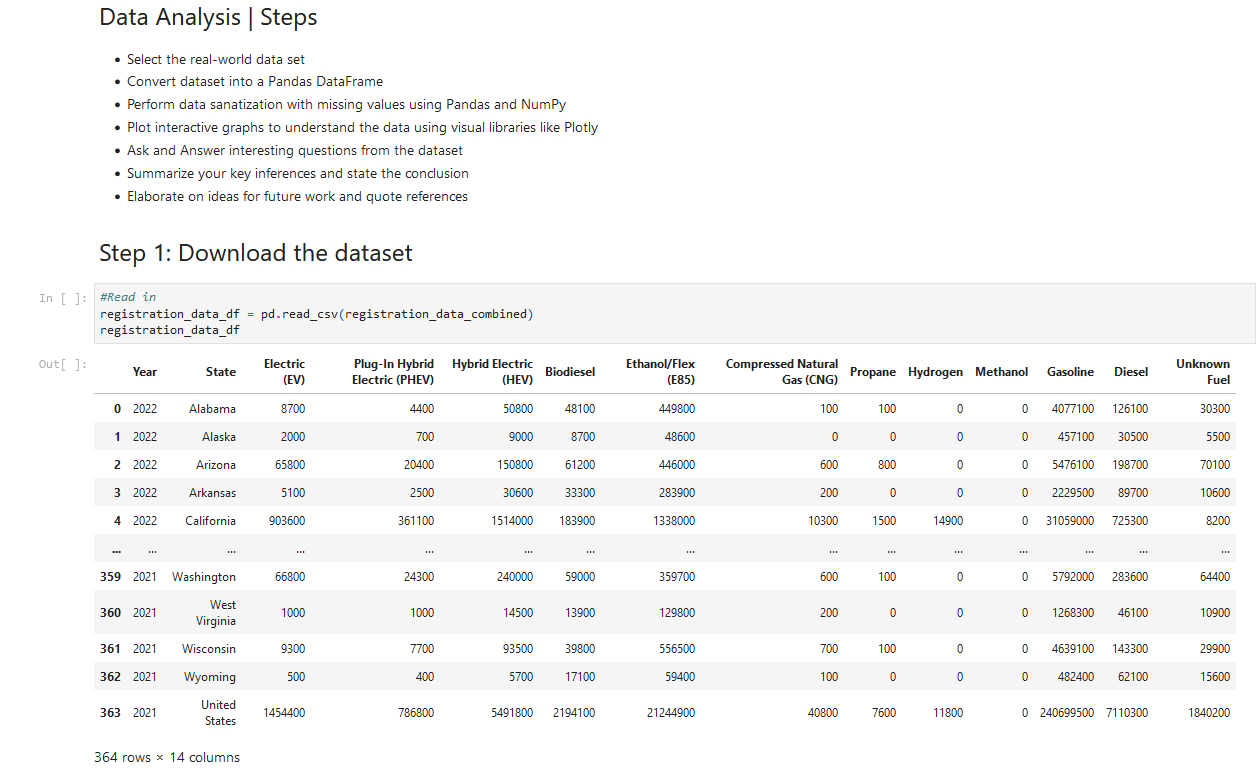 Data Analysis | Steps
• Select the real-world data set
• Convert dataset into a Pandas DataFrame
• Perform data sanatization with missing values using Pandas and NumPy
• Plot interactive graphs to understand the data using visual libraries like Plotly
• Ask and Answer interesting questions from the dataset
• Summarize your key inferences and state the conclusion
• Elaborate on ideas for future work and quote references
Step 1: Download the dataset
In [ ]: #Read in
registration_data_df = pd.read_csv(registration_data_combined)
registration_data_df
Out[ ]:
Year State Electric (EV) Plug-In Hybrid Electric (PHEV) Hybrid Electric (HEV) Biodiesel Ethanol/Flex (E85) Compressed Natural Gas (CNG) Propane Hydrogen Methanol Gasoline Diesel Unknown Fuel
0 2022 Alabama 8700 4400 50800 48100 449800 100 100 0 0 4077100 126100 30300
1 2022 Alaska 2000 700 9000 8700 48600 0 0 0 0 457100 30500 5500
2 2022 Arizona 65800 20400 150800 61200 446000 600 800 0 0 5476100 198700 70100
3 2022 Arkansas 5100 2500 30600 33300 283900 200 0 0 0 2229500 89700 10600
4 2022 California 903600 361100 1514000 183900 1338000 10300 1500 14900 0 31059000 725300 8200
... ... ... ... ... ... ... ... ... ... ... ... ... ... ...
359 2021 Washington 66800 24300 240000 59000 359700 600 100 0 0 5792000 283600 64400
360 2021 West Virginia 1000 1000 14500 13900 129800 200 0 0 0 1268300 46100 10900
361 2021 Wisconsin 9300 7700 93500 39800 556500 700 100 0 0 4639100 143300 29900
362 2021 Wyoming 500 400 5700 17100 59400 100 0 0 0 482400 62100 15600
363 2021 United States 1454400 786800 5491800 2194100 21244900 40800 7600 11800 0 240699500 7110300 1840200
364 rows × 14 columns